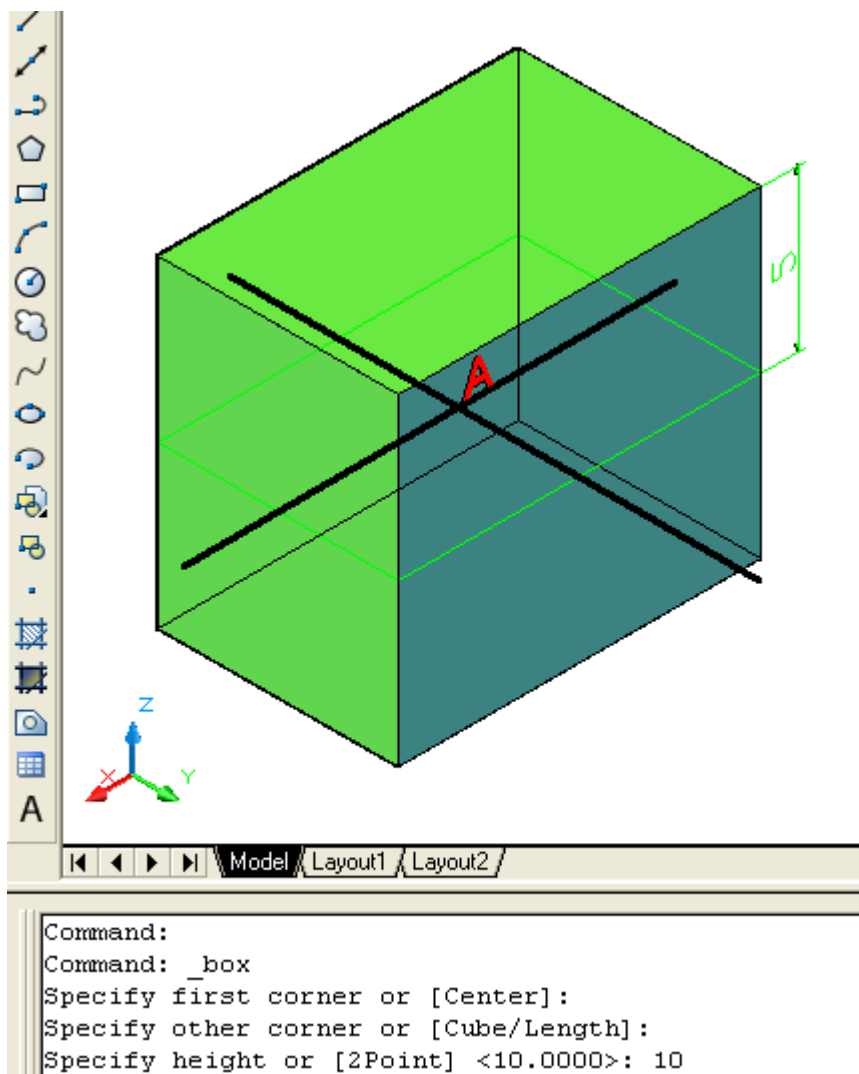 A
5
Z
X
Y
A
Model Layout1 Layout2
Command:
Command: _box
Specify first corner or [Center]:
Specify other corner or [Cube/Length]:
Specify height or [2Point] <10.0000>: 10